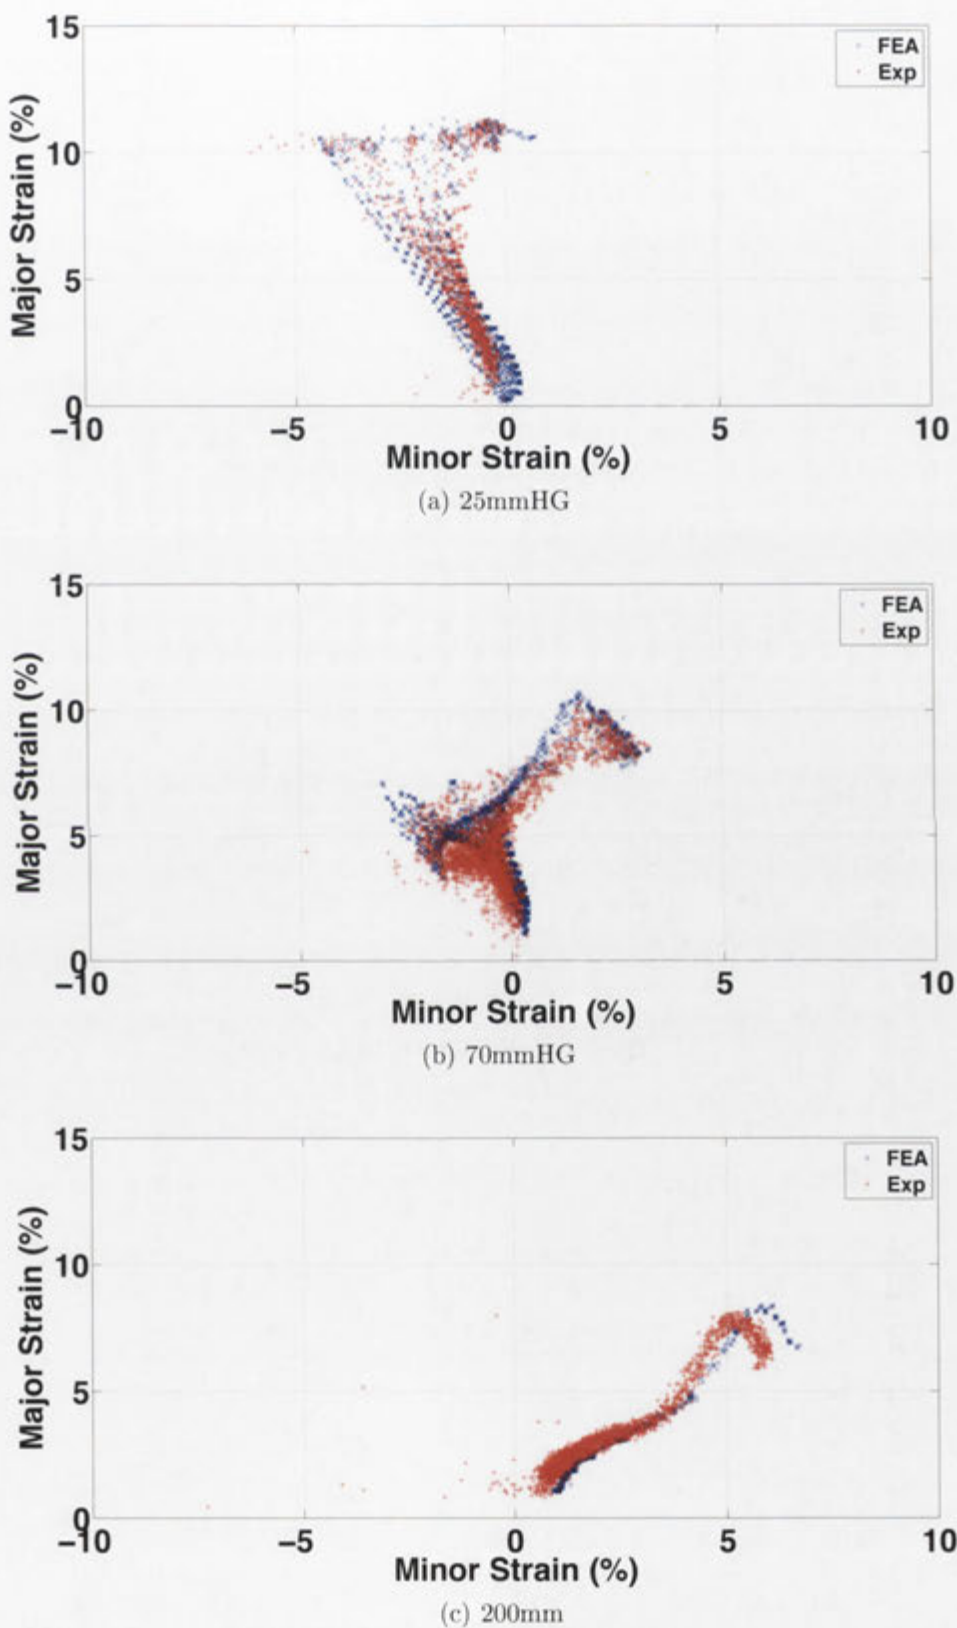 15
10
5
0
Major Strain (%)
FEA
Exp
−10 −5 0 5 10
Minor Strain (%)
(a) 25mmHG
15
10
5
0
Major Strain (%)
FEA
Exp
−10 −5 0 5 10
Minor Strain (%)
(b) 70mmHG
15
10
5
0
Major Strain (%)
FEA
Exp
−10 −5 0 5 10
Minor Strain (%)
(c) 200mm